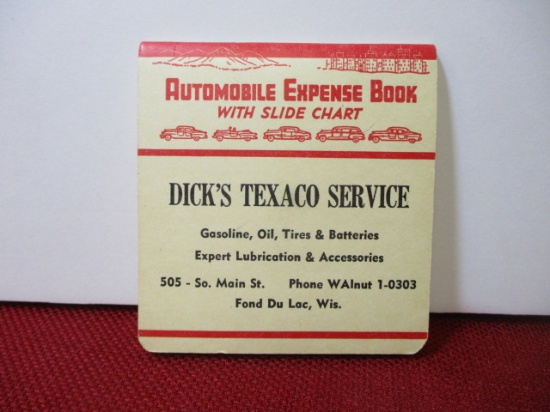 AUTOMOBILE EXPENSE BOOK
WITH SLIDE CHART
DICK'S TEXACO SERVICE
Gasoline, Oil, Tires & Batteries
Expert Lubrication & Accessories
505 - So. Main St. Phone WAlnut 1-0303
Fond Du Lac, Wis.